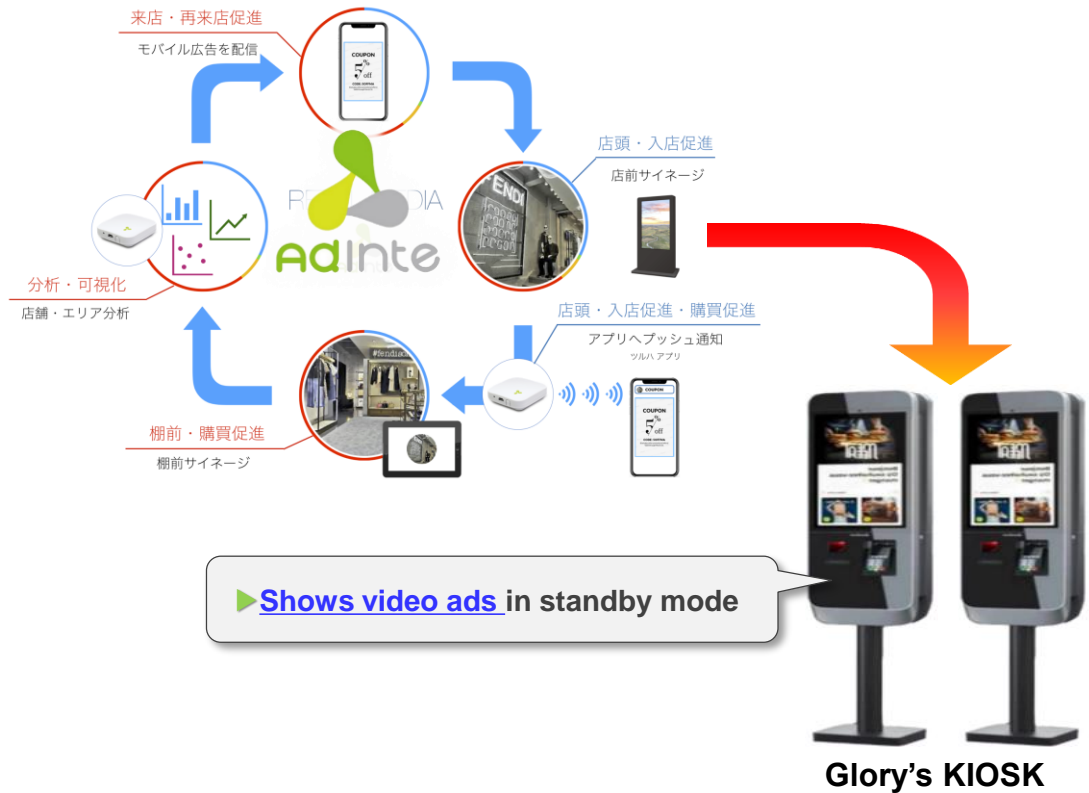 来店・再来店促進
モバイル広告を配信
COUPON
5%
off
店頭・入店促進
店前サイネージ
FENDI
AdInte
分析・可視化
店舗・エリア分析
店頭・入店促進・購買促進
アプリへプッシュ通知
ツルハ アプリ
COUPON
COUPON
5%
off
棚前・購買促進
棚前サイネージ
▶Shows video ads in standby mode
Glory's KIOSK